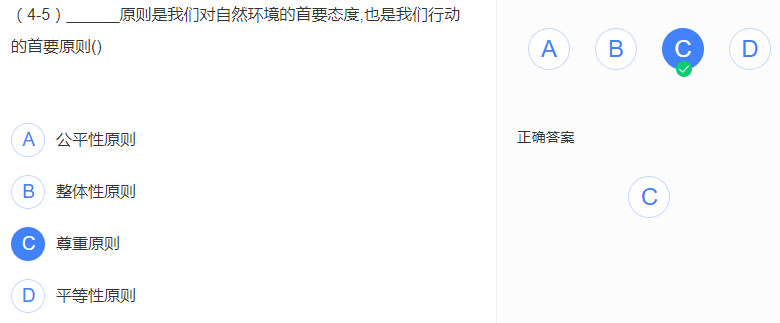 （4-5）______原则是我们对自然环境的首要态度,也是我们行动
的首要原则()
A 公平性原则
B 整体性原则
C 尊重原则
D 平等性原则
A B C D
正确答案
C